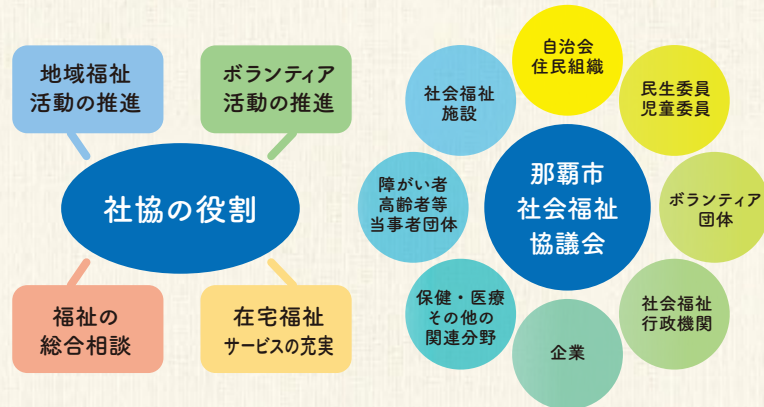 地域福祉
活動の推進
ボランティア
活動の推進
社協の役割
福祉の
総合相談
在宅福祉
サービスの充実
自治会
住民組織
民生委員
児童委員
ボランティア
団体
社会福祉
行政機関
企業
保健・医療
その他の
関連分野
障がい者
高齢者等
当事者団体
社会福祉
施設
那覇市
社会福祉
協議会